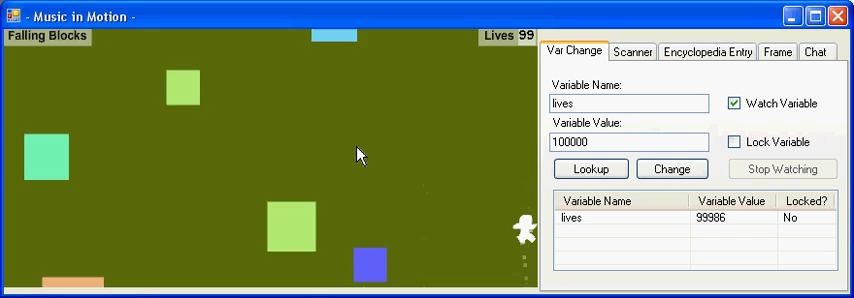 - Music in Motion -
Falling Blocks
Lives 99
Var Change
Scanner
Encyclopedia Entry
Frame
Chat
Variable Name:
lives
Watch Variable
Variable Value:
100000
Lock Variable
Lookup
Change
Stop Watching
Variable Name Variable Value Locked?
lives 99986 No